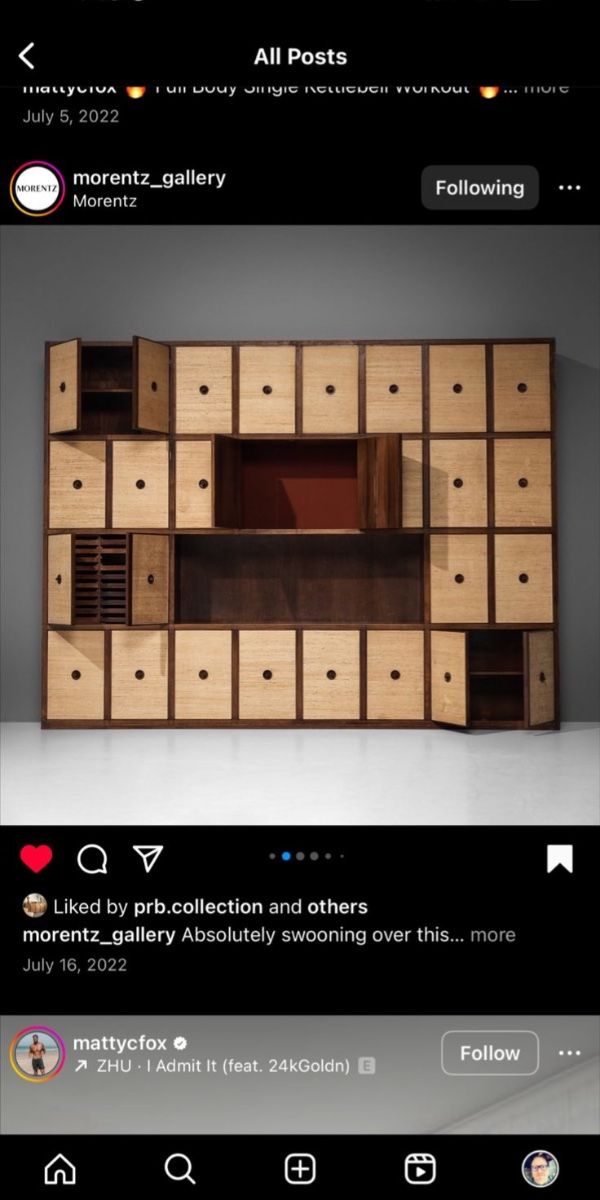 All Posts
mattycfox 🔥 Full Body Single Kettlebell Workout 🔥... more
July 5, 2022
MORENTZ
morentz_gallery
Morentz
Following
Liked by prb.collection and others
morentz_gallery Absolutely swooning over this... more
July 16, 2022
mattycfox
ZHU · I Admit It (feat. 24kGoldn) E
Follow